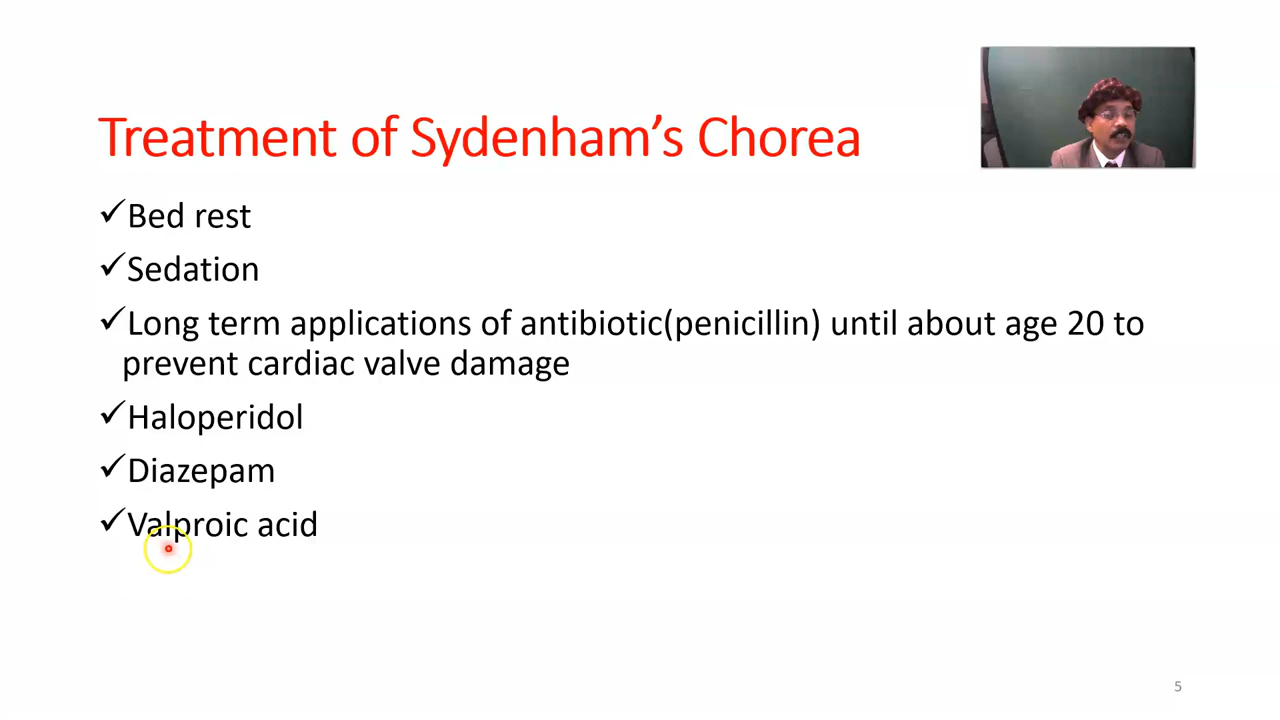 Treatment of Sydenham’s Chorea
✓Bed rest
✓Sedation
✓Long term applications of antibiotic(penicillin) until about age 20 to
prevent cardiac valve damage
✓Haloperidol
✓Diazepam
✓Valproic acid
5